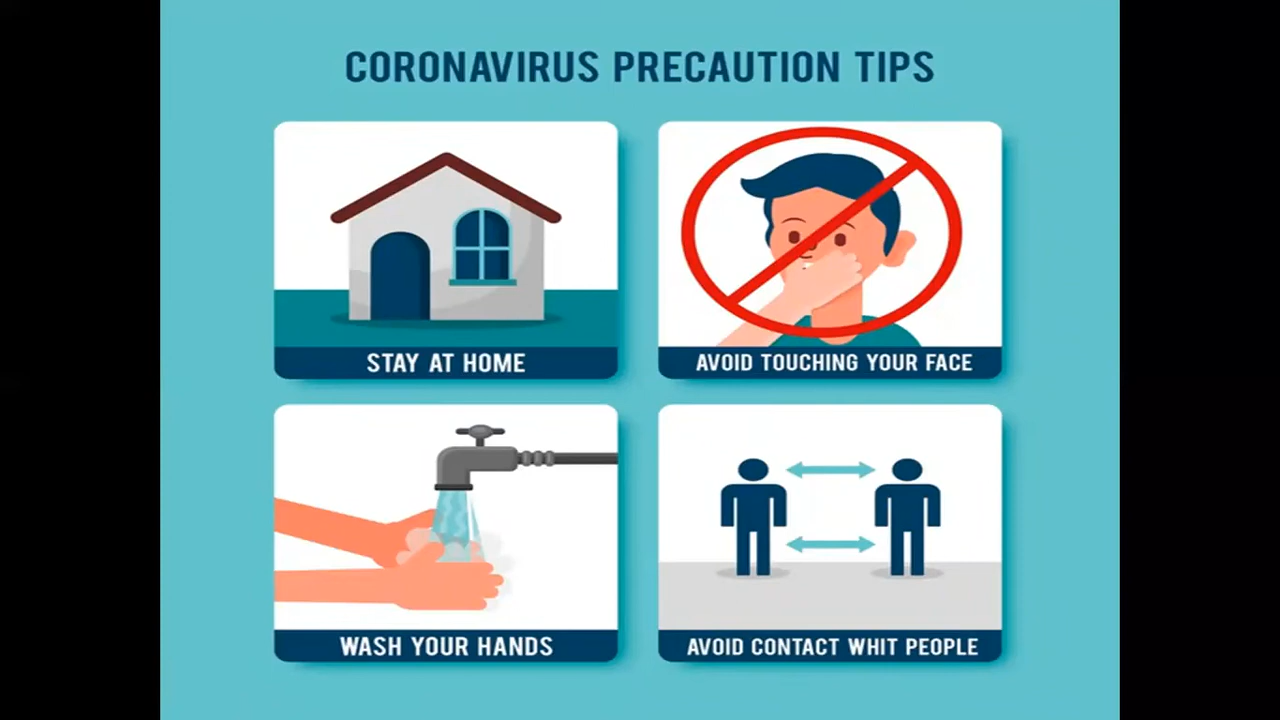 CORONAVIRUS PRECAUTION TIPS
STAY AT HOME
AVOID TOUCHING YOUR FACE
WASH YOUR HANDS
AVOID CONTACT WHIT PEOPLE